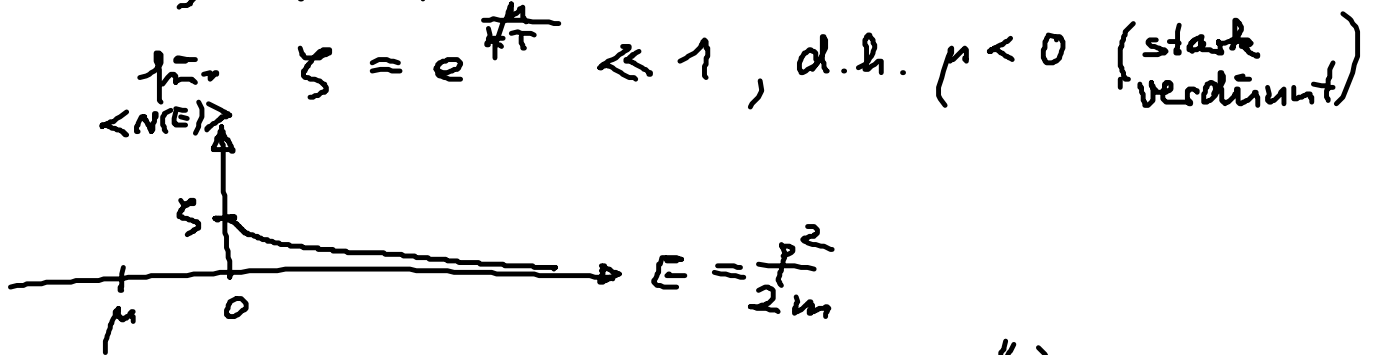 für ζ = e^{μ/kT} ≪ 1 , d.h. μ < 0 (stark verdünnt)
<N(E)>
ζ
μ 0
E = p²/2m